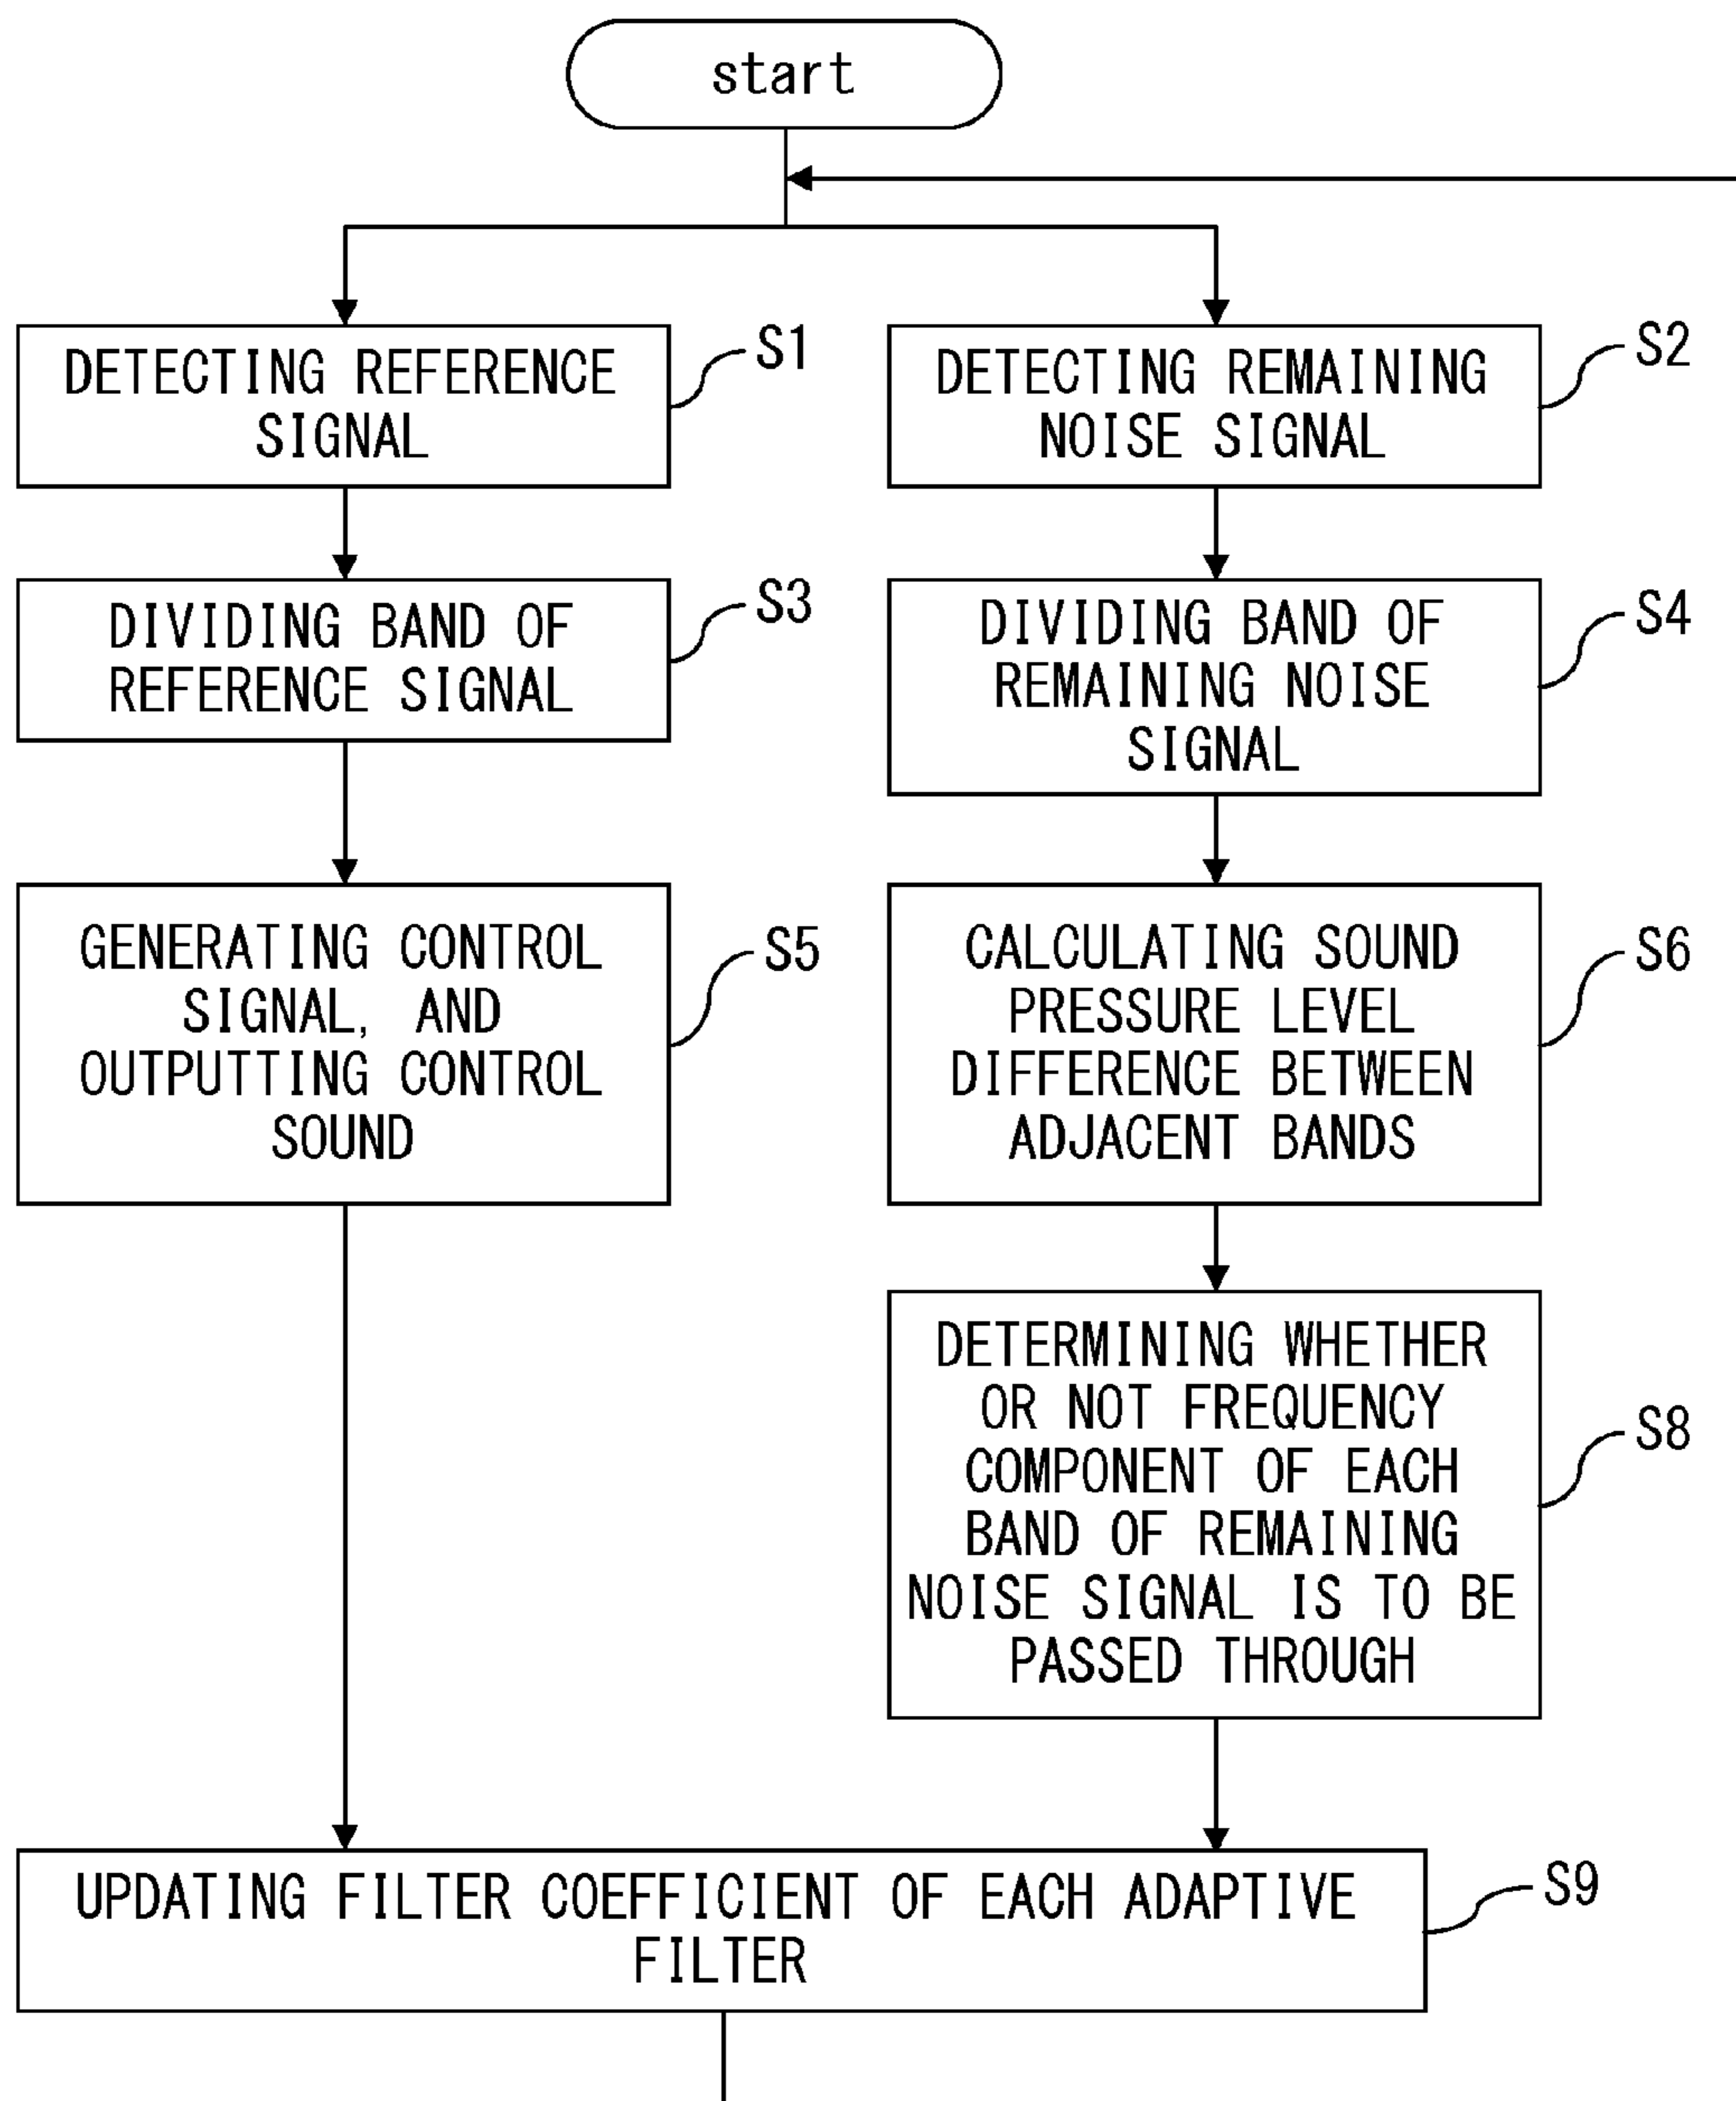 start
DETECTING REFERENCE
SIGNAL
S1
DETECTING REMAINING
NOISE SIGNAL
S2
DIVIDING BAND OF
REFERENCE SIGNAL
S3
DIVIDING BAND OF
REMAINING NOISE
SIGNAL
S4
GENERATING CONTROL
SIGNAL, AND
OUTPUTTING CONTROL
SOUND
S5
CALCULATING SOUND
PRESSURE LEVEL
DIFFERENCE BETWEEN
ADJACENT BANDS
S6
DETERMINING WHETHER
OR NOT FREQUENCY
COMPONENT OF EACH
BAND OF REMAINING
NOISE SIGNAL IS TO BE
PASSED THROUGH
S8
UPDATING FILTER COEFFICIENT OF EACH ADAPTIVE
FILTER
S9